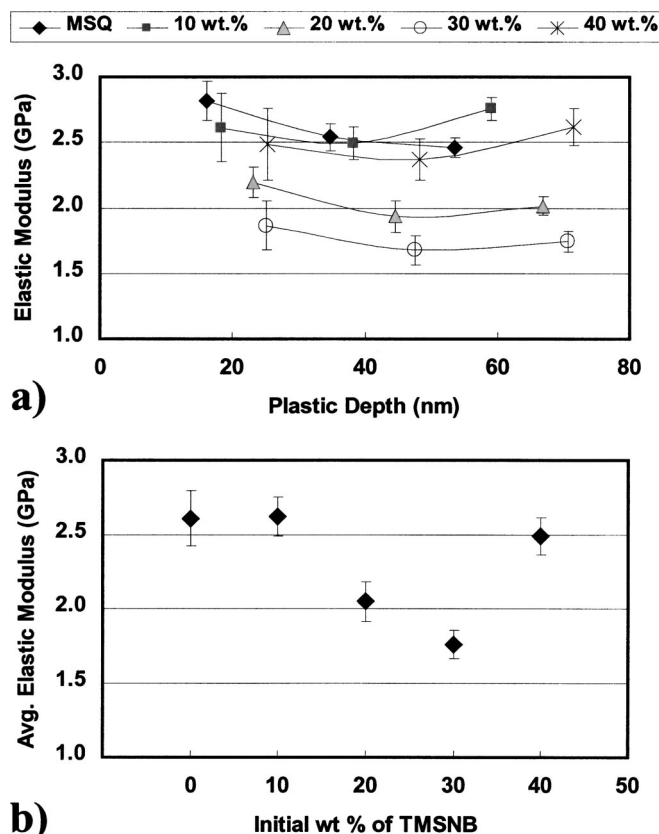 MSQ 10 wt.% 20 wt.% 30 wt.% 40 wt.%
3.0
2.5
2.0
1.5
1.0
Elastic Modulus (GPa)
0 20 40 60 80
a)
Plastic Depth (nm)
3.0
2.5
2.0
1.5
1.0
Avg. Elastic Modulus (GPa)
0 10 20 30 40 50
b)
Initial wt % of TMSNB